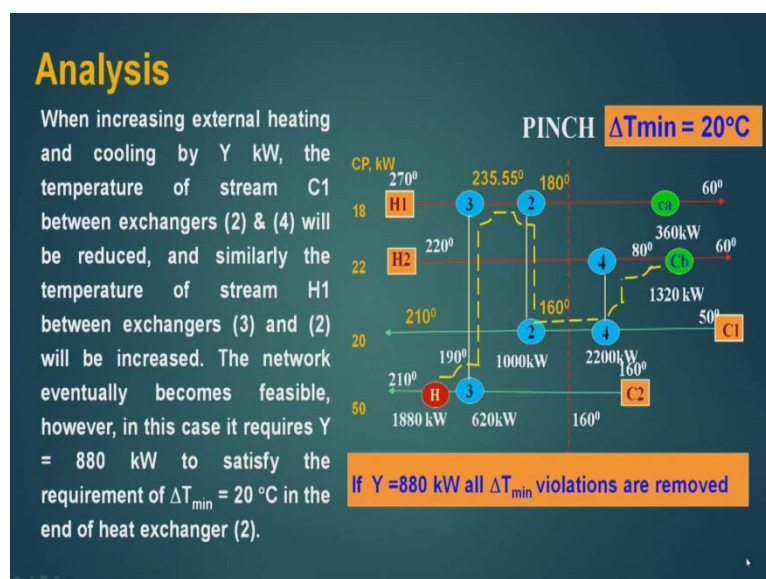 Analysis
When increasing external heating
and cooling by Y kW, the
temperature of stream C1
between exchangers (2) & (4) will
be reduced, and similarly the
temperature of stream H1
between exchangers (3) and (2)
will be increased. The network
eventually becomes feasible,
however, in this case it requires Y
= 880 kW to satisfy the
requirement of ΔTmin = 20 °C in the
end of heat exchanger (2).
PINCH ΔTmin = 20°C
CP, kW
270⁰ 235.55⁰ 180⁰ 60⁰
18 H1 3 2 ca
360kW
220⁰ 80⁰ 60⁰
22 H2 4 Cb
1320 kW
210⁰ 160⁰ 50⁰
20 2 4 C1
190⁰ 1000kW 2200kW
210⁰ 160⁰
50 H 3 C2
1880 kW 620kW 160⁰
If Y =880 kW all ΔTmin violations are removed